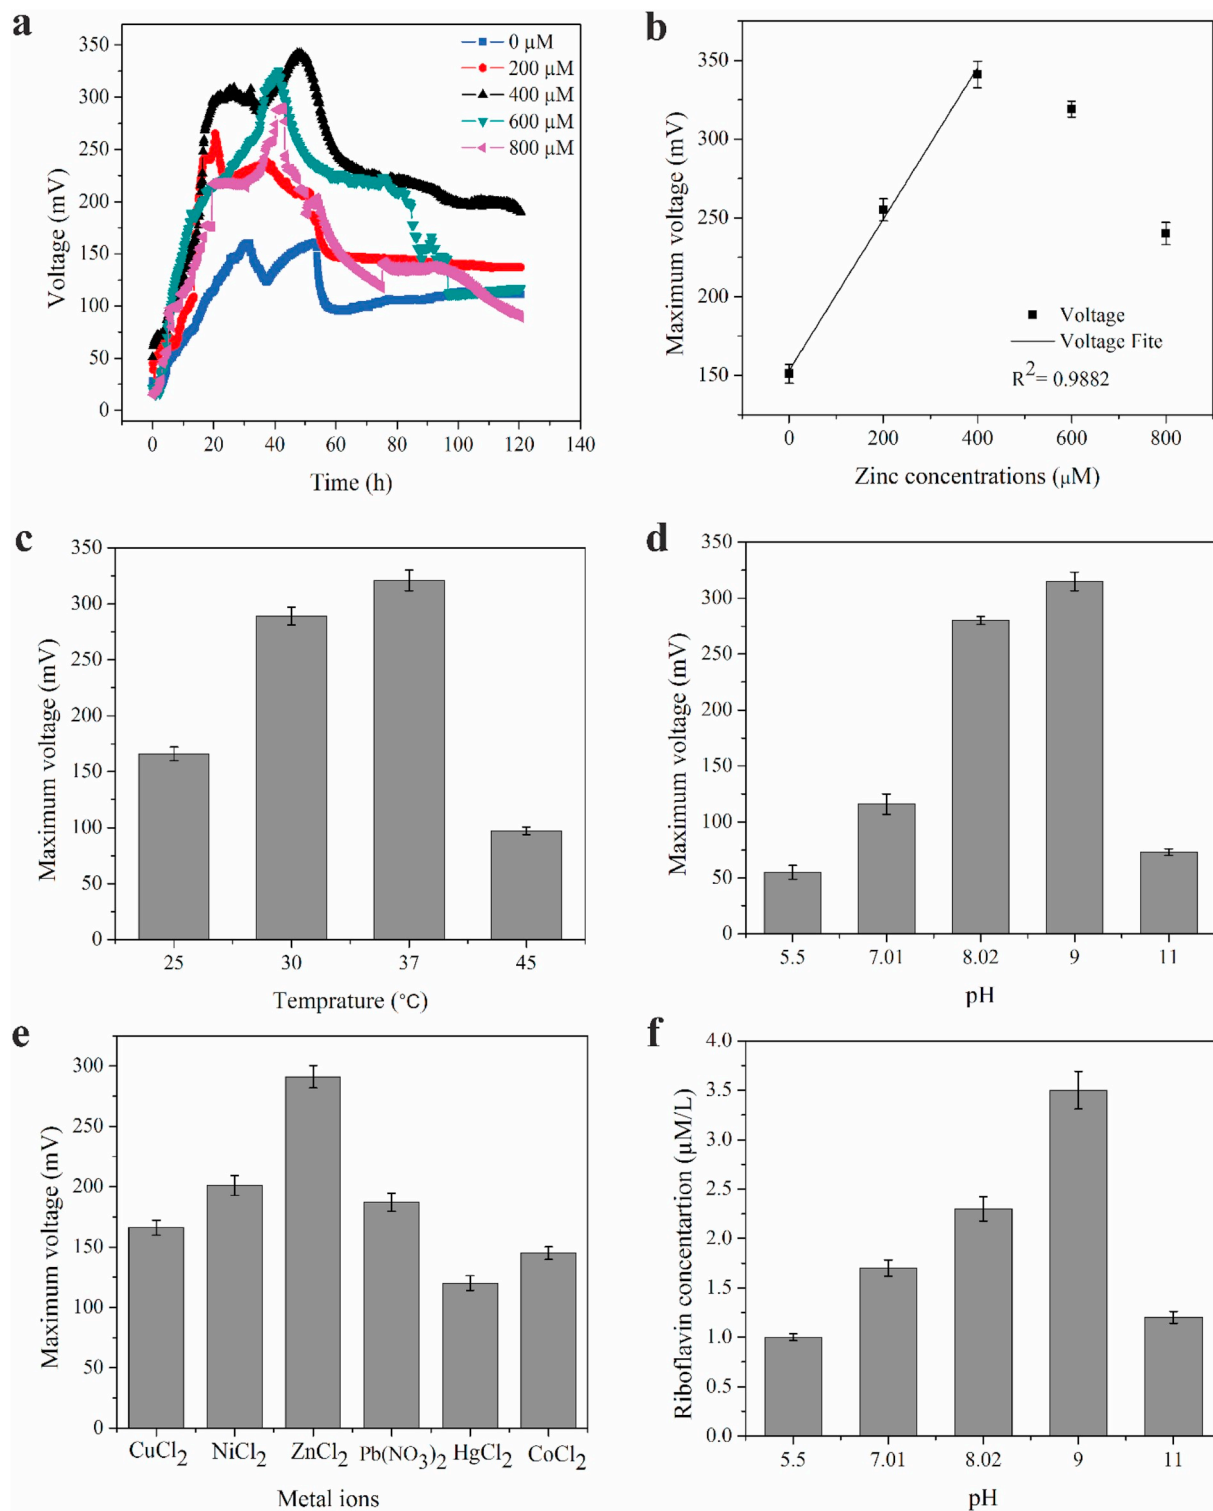 a
350
300
250
200
150
100
50
0
Voltage (mV)
0 µM
200 µM
400 µM
600 µM
800 µM
0 20 40 60 80 100 120 140
Time (h)
b
350
300
250
200
150
Maximum voltage (mV)
Voltage
Voltage Fite
R²= 0.9882
0 200 400 600 800
Zinc concentrations (µM)
c
350
300
250
200
150
100
50
0
Maximum voltage (mV)
25 30 37 45
Temprature (°C)
d
350
300
250
200
150
100
50
0
Maximum voltage (mV)
5.5 7.01 8.02 9 11
pH
e
300
250
200
150
100
50
0
Maximum voltage (mV)
CuCl₂ NiCl₂ ZnCl₂ Pb(NO₃)₂ HgCl₂ CoCl₂
Metal ions
f
4.0
3.5
3.0
2.5
2.0
1.5
1.0
0.5
0.0
Riboflavin concentartion (µM/L)
5.5 7.01 8.02 9 11
pH